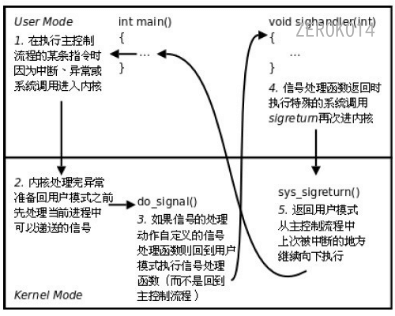 User Mode
int main()
{
...
}
void sighandler(int)
{
...
}
ZEROK014
1. 在执行主控制
流程的某条指令时
因为中断、异常或
系统调用进入内核
4. 信号处理函数返回时
执行特殊的系统调用
sigreturn再次进内核
2. 内核处理完异常
准备回用户模式之前
先处理当前进程中
可以递送的信号
do_signal()
3. 如果信号的处理
动作自定义的信号
处理函数则回到用户
模式执行信号处理
函数（而不是回到
主控制流程）
sys_sigreturn()
5. 返回用户模式
从主控制流程中
上次被中断的地方
继续向下执行
Kernel Mode